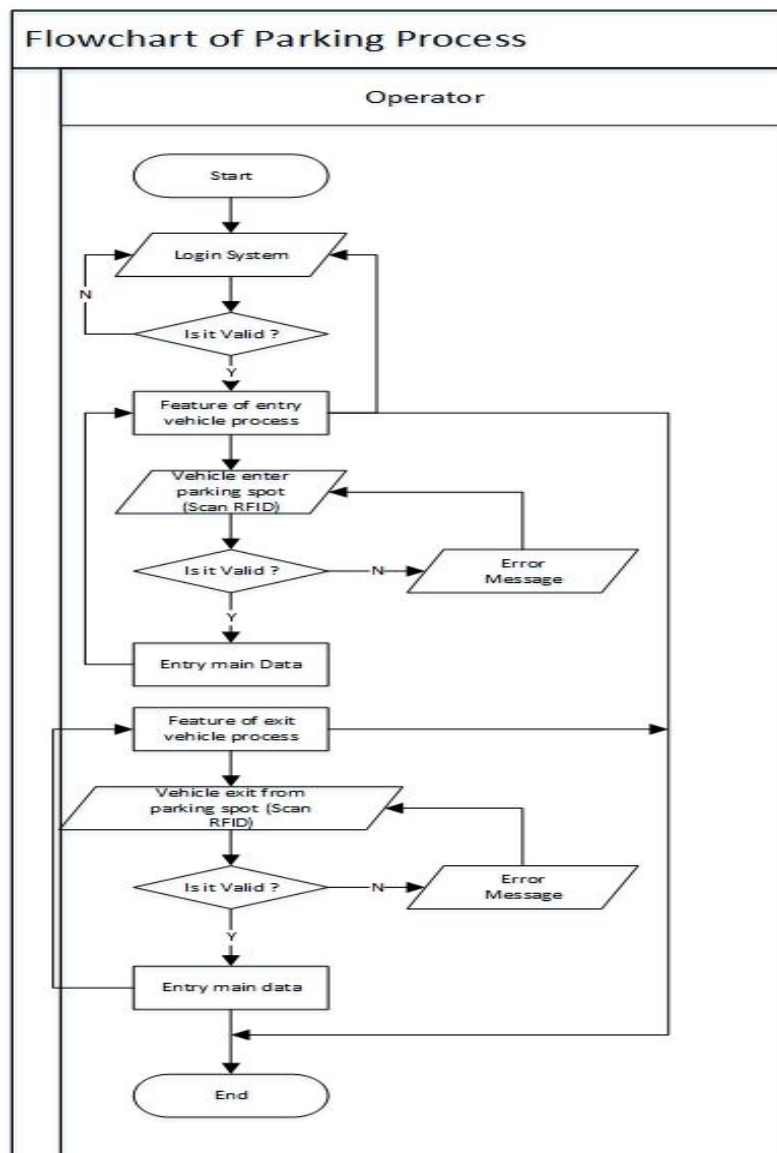 Flowchart of Parking Process
Operator
Start
Login System
N
Is it Valid ?
Y
Feature of entry
vehicle process
Vehicle enter
parking spot
(Scan RFID)
Is it Valid ?
N
Error
Message
Y
Entry main Data
Feature of exit
vehicle process
Vehicle exit from
parking spot (Scan
RFID)
Is it Valid ?
N
Error
Message
Y
Entry main data
End